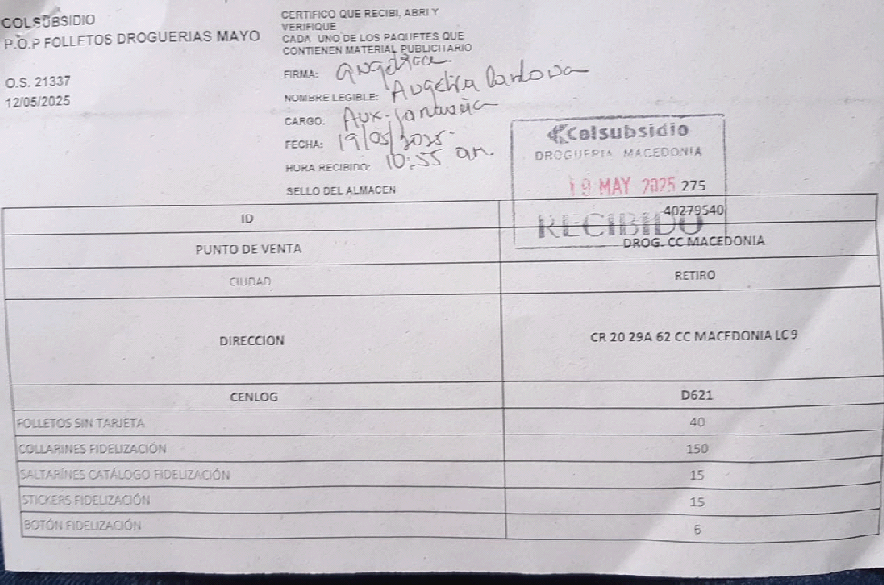 COLSUBSIDIO
P.O.P FOLLETOS DROGUERIAS MAYO
O.S. 21337
12/05/2025
CERTIFICO QUE RECIBI, ABRI Y
VERIFIQUE
CADA UNO DE LOS PAQUETES QUE
CONTIENEN MATERIAL PUBLICITARIO
FIRMA: Angelica
NOMBRE LEGIBLE: Angelica Cardona
CARGO. Aux.
FECHA: 19/05/2025
HORA RECIBIDO: 10:55 am.
SELLO DEL ALMACEN
Colsubsidio
DROGUERIA MACEDONIA
19 MAY 2025 275
RECIBIDO
ID 40279540
PUNTO DE VENTA DROG. CC MACEDONIA
CIUDAD RETIRO
DIRECCION CR 20 29A 62 CC MACEDONIA LC 9
CENLOG D621
FOLLETOS SIN TARJETA 40
COLLARINES FIDELIZACIÓN 150
SALTARINES CATÁLOGO FIDELIZACIÓN 15
STICKERS FIDELIZACIÓN 15
BOTÓN FIDELIZACIÓN 6